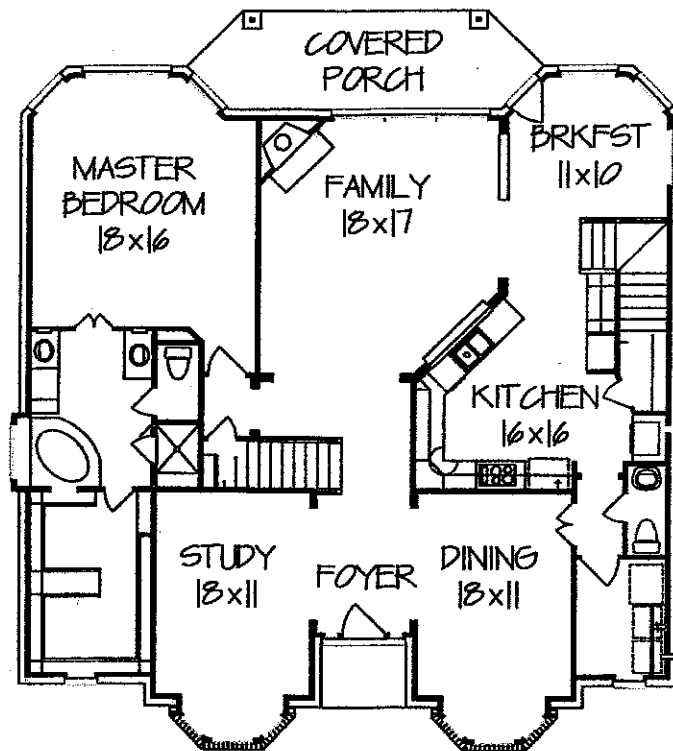 COVERED
PORCH
BRKFST
11x10
MASTER
BEDROOM
18x16
FAMILY
18x17
KITCHEN
16x16
STUDY
18x11
FOYER
DINING
18x11